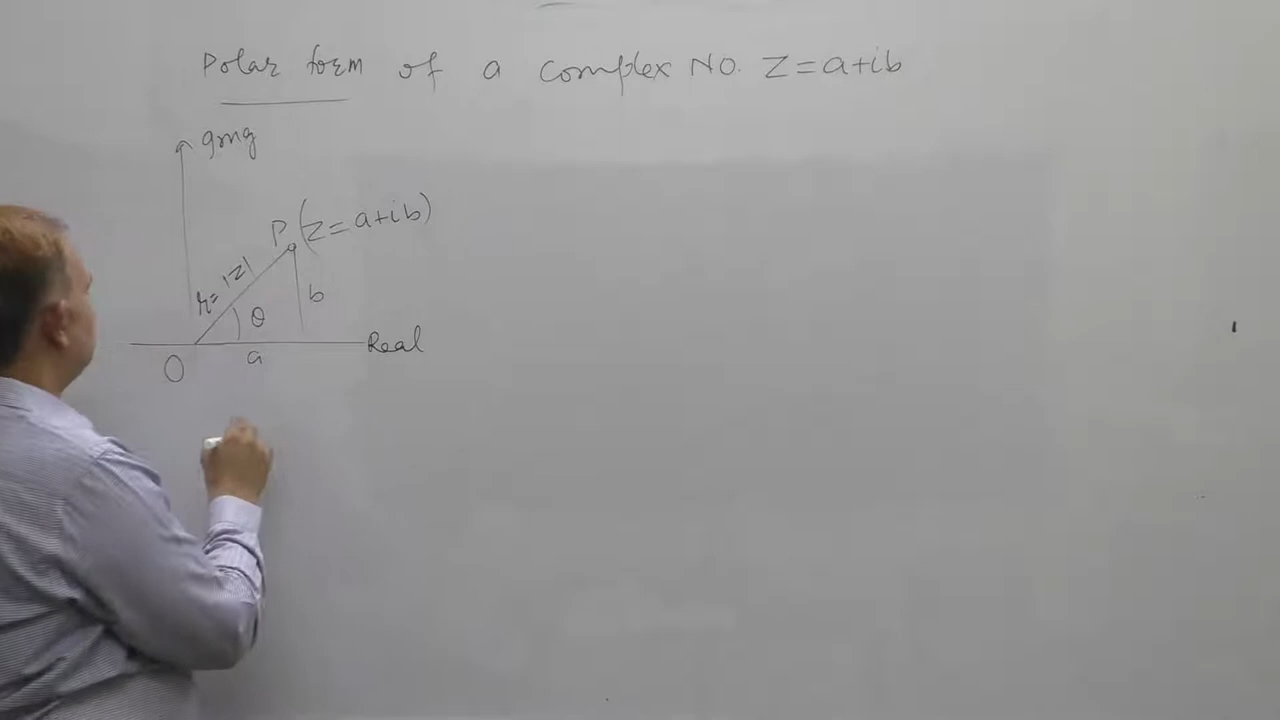 Polar form of a complex No. Z = a+ib
Img
P (Z = a+ib)
r = |Z|
b
θ
Real
a
O